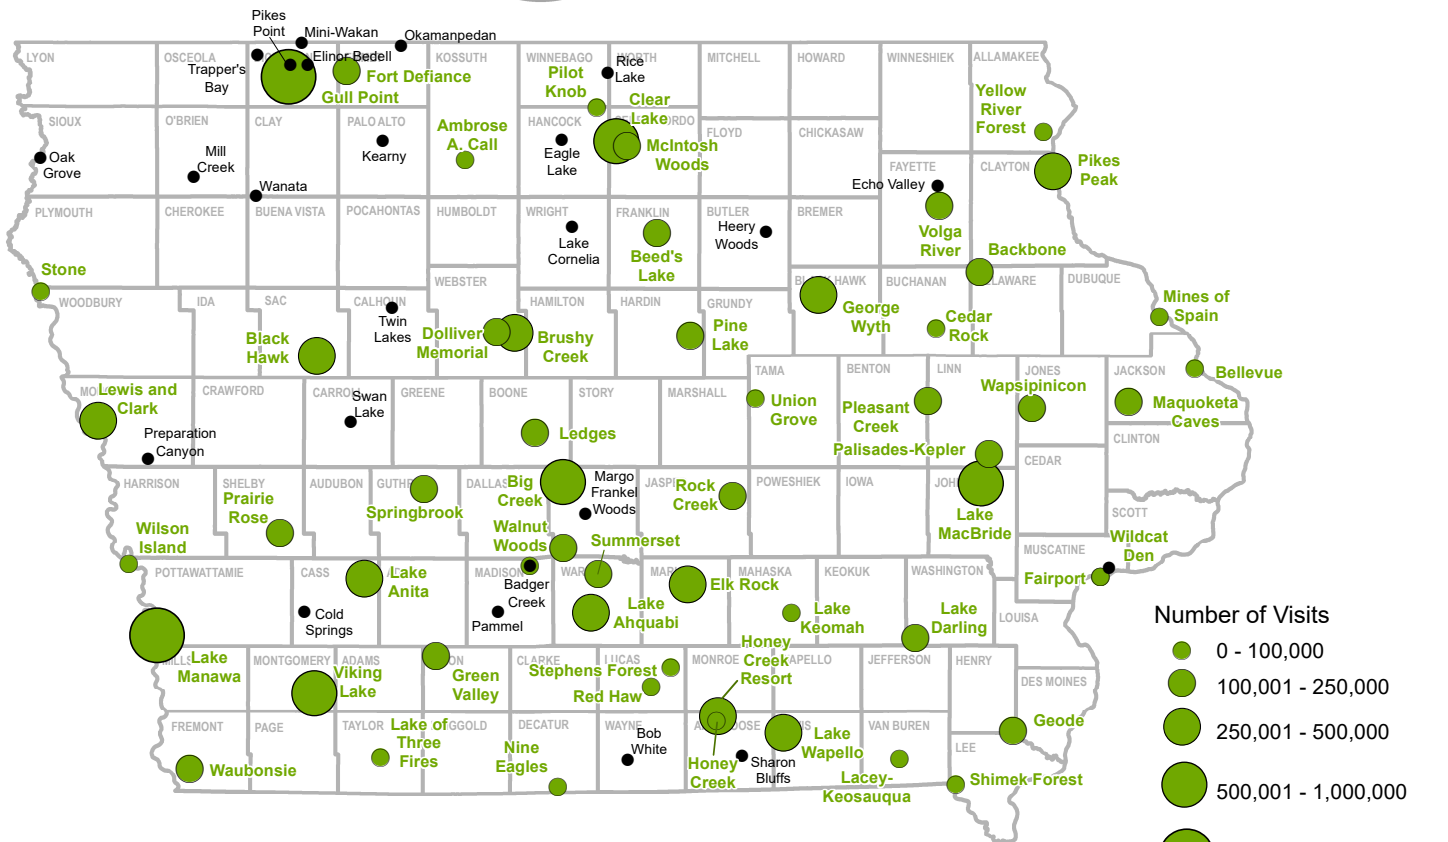 Pikes
Point
Mini-Wakan
Okamanpedan
Elinor Bedell
Trapper's
Bay
Fort Defiance
Gull Point
LYON
OSCEOLA
KOSSUTH
WINNEBAGO
WORTH
MITCHELL
HOWARD
WINNESHIEK
ALLAMAKEE
Rice
Lake
Pilot
Knob
Clear
Lake
Yellow
River
Forest
SIOUX
O'BRIEN
CLAY
PALO ALTO
HANCOCK
FLOYD
CHICKASAW
Ambrose
A. Call
McIntosh
Woods
Oak
Grove
Mill
Creek
Kearny
Eagle
Lake
Wanata
FAYETTE
CLAYTON
Echo Valley
Pikes
Peak
PLYMOUTH
CHEROKEE
BUENA VISTA
POCAHONTAS
HUMBOLDT
WRIGHT
FRANKLIN
BUTLER
BREMER
Lake
Cornelia
Beed's
Lake
Heery
Woods
Volga
River
Backbone
Stone
WOODBURY
IDA
SAC
CALHOUN
WEBSTER
HAMILTON
HARDIN
GRUNDY
BLACK HAWK
BUCHANAN
DELAWARE
DUBUQUE
Twin
Lakes
Black
Hawk
Dolliver
Memorial
Brushy
Creek
Pine
Lake
George
Wyth
Cedar
Rock
Mines of
Spain
Bellevue
Lewis and
Clark
CRAWFORD
CARROLL
GREENE
BOONE
STORY
MARSHALL
TAMA
BENTON
LINN
JONES
JACKSON
Swan
Lake
Preparation
Canyon
Ledges
Union
Grove
Pleasant
Creek
Wapsipinicon
Maquoketa
Caves
Palisades-Kepler
CLINTON
CEDAR
HARRISON
SHELBY
AUDUBON
GUTHRIE
DALLAS
JASPER
POWESHIEK
IOWA
Prairie
Rose
Springbrook
Big
Creek
Margo
Frankel
Woods
Rock
Creek
Lake
MacBride
SCOTT
Wilson
Island
Walnut
Woods
Summerset
MUSCATINE
Wildcat
Den
Fairport
POTTAWATTAMIE
CASS
MADISON
MAHASKA
KEOKUK
WASHINGTON
LOUISA
Lake
Anita
Badger
Creek
Cold
Springs
Pammel
Lake
Ahquabi
Elk Rock
Lake
Keomah
Lake
Darling
Number of Visits
0 - 100,000
100,001 - 250,000
250,001 - 500,000
500,001 - 1,000,000
MILLS
MONTGOMERY
ADAMS
CLARKE
LUCAS
MONROE
WAPELLO
JEFFERSON
HENRY
DES MOINES
Lake
Manawa
Viking
Lake
Green
Valley
Stephens Forest
Red Haw
Honey
Creek
Resort
FREMONT
PAGE
TAYLOR
RINGGOLD
DECATUR
WAYNE
VAN BUREN
LEE
Waubonsie
Lake of
Three
Fires
Nine
Eagles
Bob
White
Honey
Creek
Sharon
Bluffs
Lake
Wapello
Lacey-
Keosauqua
Geode
Shimek Forest